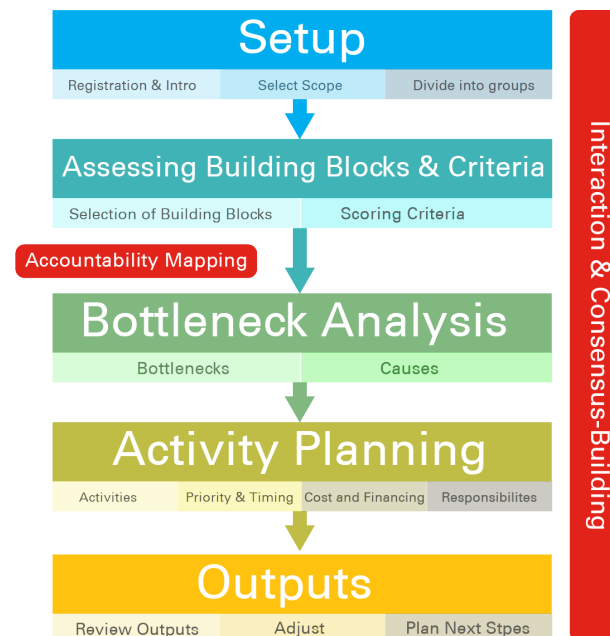 Setup
Registration & Intro
Select Scope
Divide into groups
Assessing Building Blocks & Criteria
Selection of Building Blocks
Scoring Criteria
Accountability Mapping
Bottleneck Analysis
Bottlenecks
Causes
Activity Planning
Activities
Priority & Timing
Cost and Financing
Responsibilites
Outputs
Review Outputs
Adjust
Plan Next Stpes
Interaction & Consensus-Building